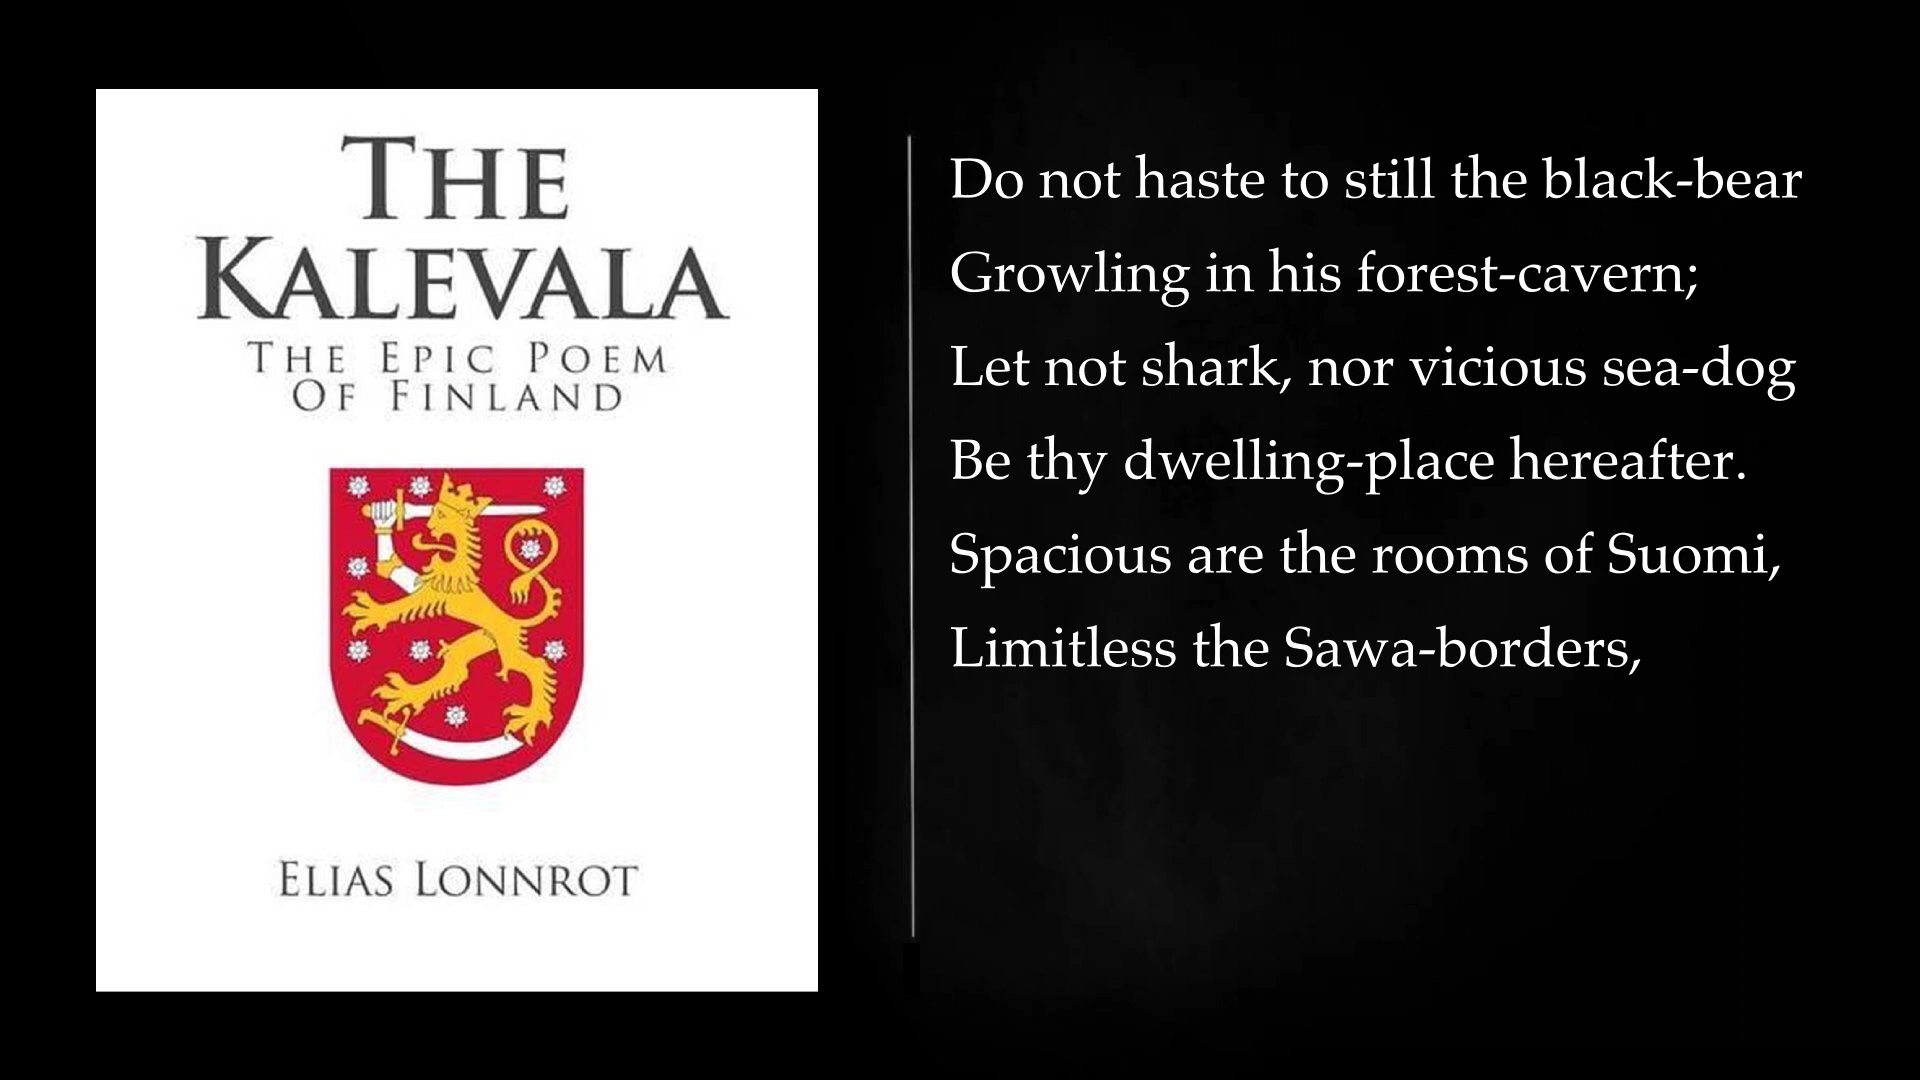 THE
KALEVALA
THE EPIC POEM
OF FINLAND
ELIAS LONNROT
Do not haste to still the black-bear
Growling in his forest-cavern;
Let not shark, nor vicious sea-dog
Be thy dwelling-place hereafter.
Spacious are the rooms of Suomi,
Limitless the Sawa-borders,